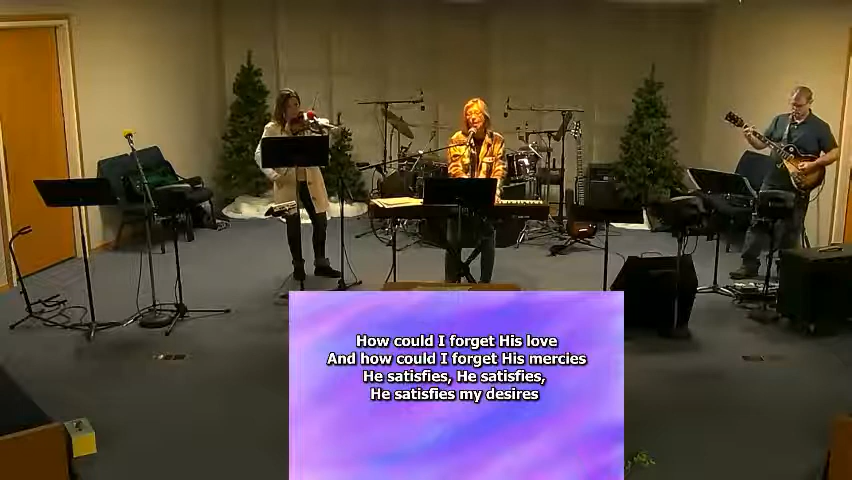 How could I forget His love
And how could I forget His mercies
He satisfies, He satisfies,
He satisfies my desires